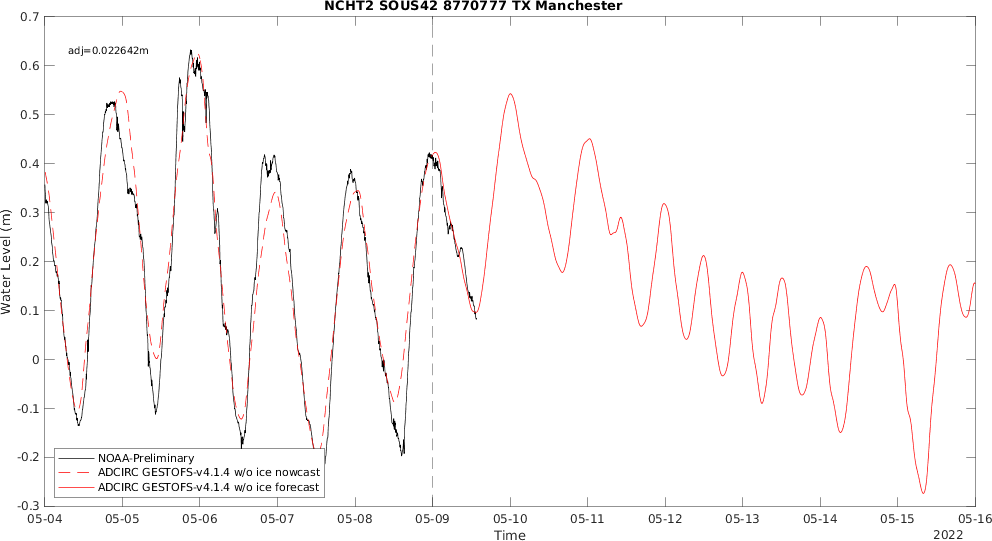 NCHT2 SOUS42 8770777 TX Manchester
adj=0.022642m
Water Level (m)
0.7
0.6
0.5
0.4
0.3
0.2
0.1
0
-0.1
-0.2
-0.3
NOAA-Preliminary
ADCIRC GESTOFS-v4.1.4 w/o ice nowcast
ADCIRC GESTOFS-v4.1.4 w/o ice forecast
05-04 05-05 05-06 05-07 05-08 05-09 05-10 05-11 05-12 05-13 05-14 05-15 05-16
Time
2022